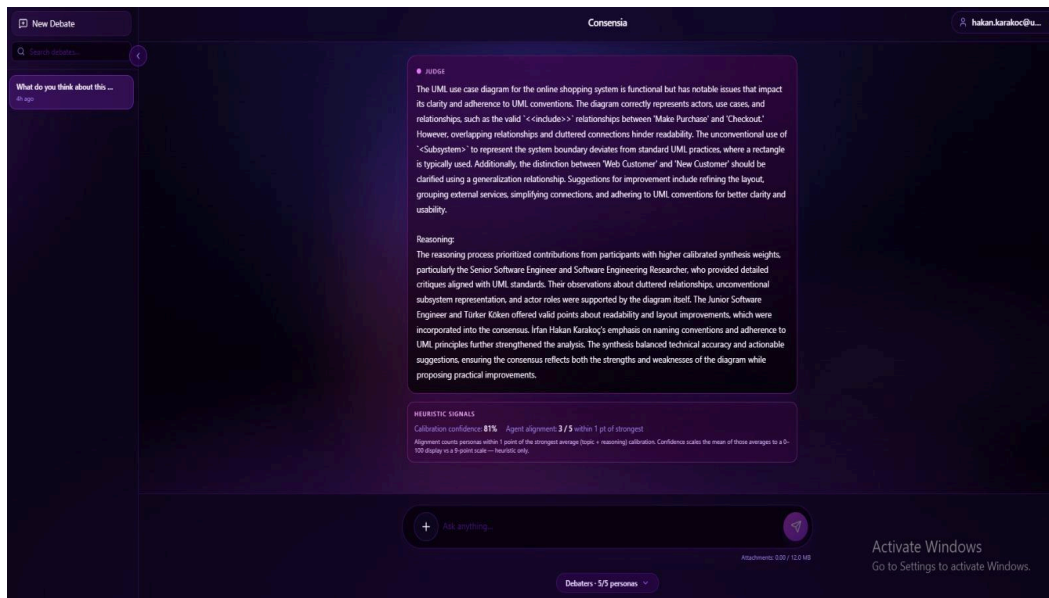 New Debate
Consensia
hakan.karakoc@u...
Search debates...
What do you think about this ...
4h ago
JUDGE
The UML use case diagram for the online shopping system is functional but has notable issues that impact
its clarity and adherence to UML conventions. The diagram correctly represents actors, use cases, and
relationships, such as the valid `<<include>>` relationships between 'Make Purchase' and 'Checkout.'
However, overlapping relationships and cluttered connections hinder readability. The unconventional use of
`<Subsystem>` to represent the system boundary deviates from standard UML practices, where a rectangle
is typically used. Additionally, the distinction between 'Web Customer' and 'New Customer' should be
clarified using a generalization relationship. Suggestions for improvement include refining the layout,
grouping external services, simplifying connections, and adhering to UML conventions for better clarity and
usability.
Reasoning:
The reasoning process prioritized contributions from participants with higher calibrated synthesis weights,
particularly the Senior Software Engineer and Software Engineering Researcher, who provided detailed
critiques aligned with UML standards. Their observations about cluttered relationships, unconventional
subsystem representation, and actor roles were supported by the diagram itself. The Junior Software
Engineer and Türker Köken offered valid points about readability and layout improvements, which were
incorporated into the consensus. İrfan Hakan Karakoç's emphasis on naming conventions and adherence to
UML principles further strengthened the analysis. The synthesis balanced technical accuracy and actionable
suggestions, ensuring the consensus reflects both the strengths and weaknesses of the diagram while
proposing practical improvements.
HEURISTIC SIGNALS
Calibration confidence: 81% Agent alignment: 3 / 5 within 1 pt of strongest
Alignment counts personas within 1 point of the strongest average (topic + reasoning) calibration. Confidence scales the mean of those averages to a 0-
100 display vs a 9-point scale — heuristic only.
Ask anything...
Attachments: 0.00 / 12.0 MB
Debaters · 5/5 personas
Activate Windows
Go to Settings to activate Windows.